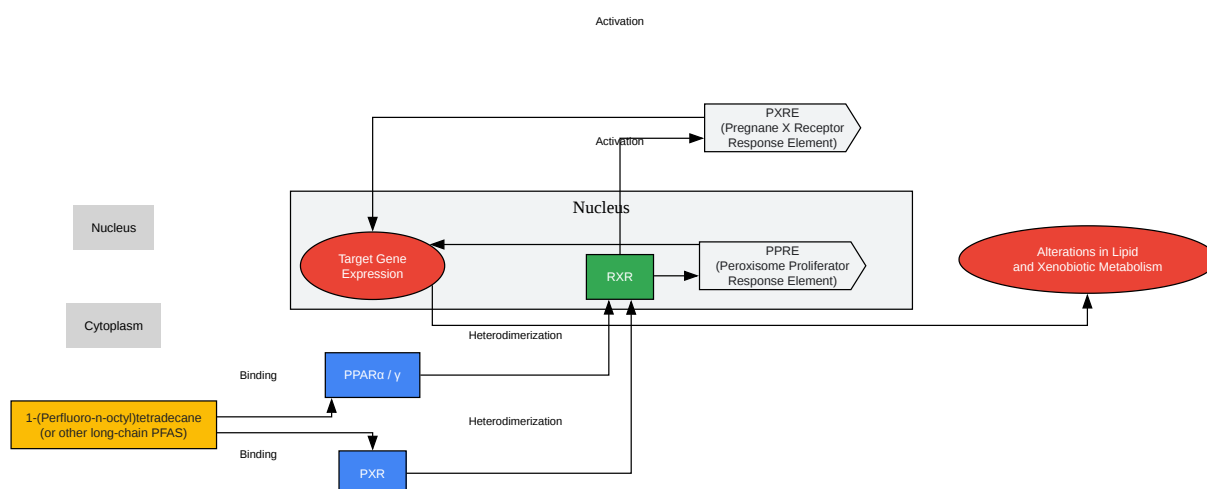 Activation
PXRE
(Pregnane X Receptor
Response Element)
Activation
Nucleus
Nucleus
Target Gene
Expression
RXR
PPRE
(Peroxisome Proliferator
Response Element)
Alterations in Lipid
and Xenobiotic Metabolism
Cytoplasm
Heterodimerization
Binding
PPARα / γ
1-(Perfluoro-n-octyl)tetradecane
(or other long-chain PFAS)
Heterodimerization
Binding
PXR